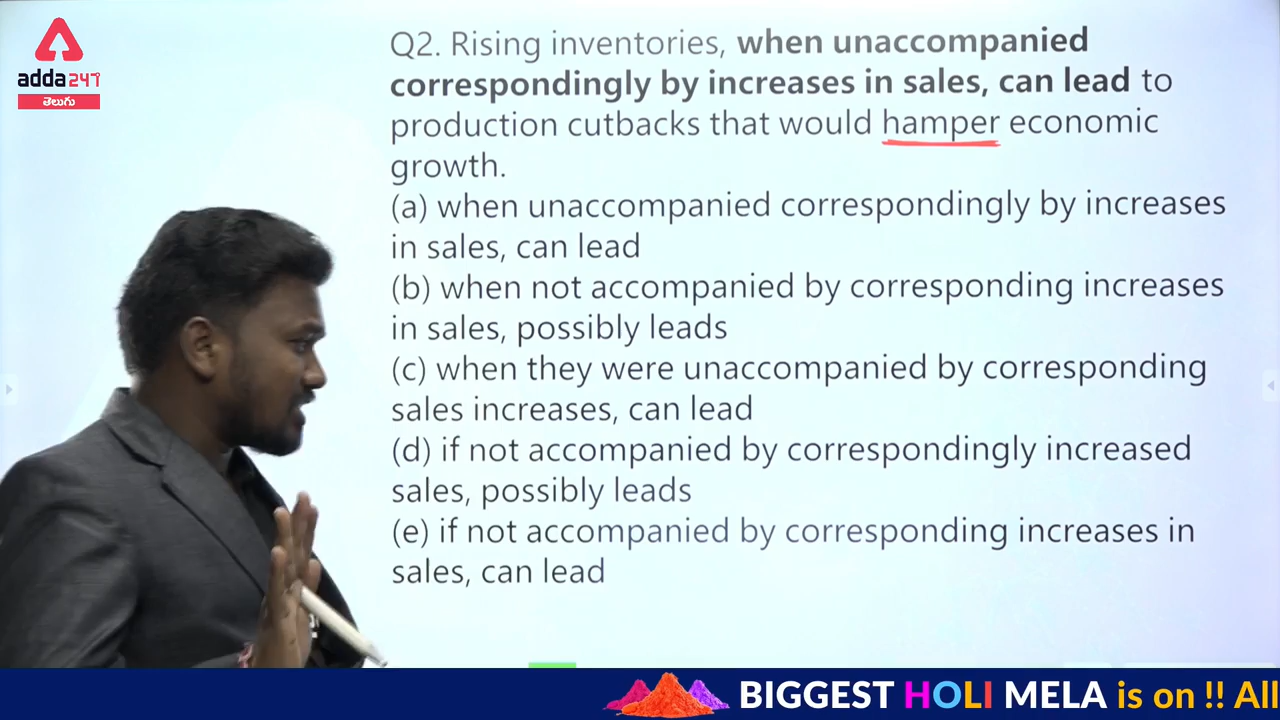 adda247
తెలుగు
Q2. Rising inventories, when unaccompanied
correspondingly by increases in sales, can lead to
production cutbacks that would hamper economic
growth.
(a) when unaccompanied correspondingly by increases
in sales, can lead
(b) when not accompanied by corresponding increases
in sales, possibly leads
(c) when they were unaccompanied by corresponding
sales increases, can lead
(d) if not accompanied by correspondingly increased
sales, possibly leads
(e) if not accompanied by corresponding increases in
sales, can lead
BIGGEST HOLI MELA is on !! All